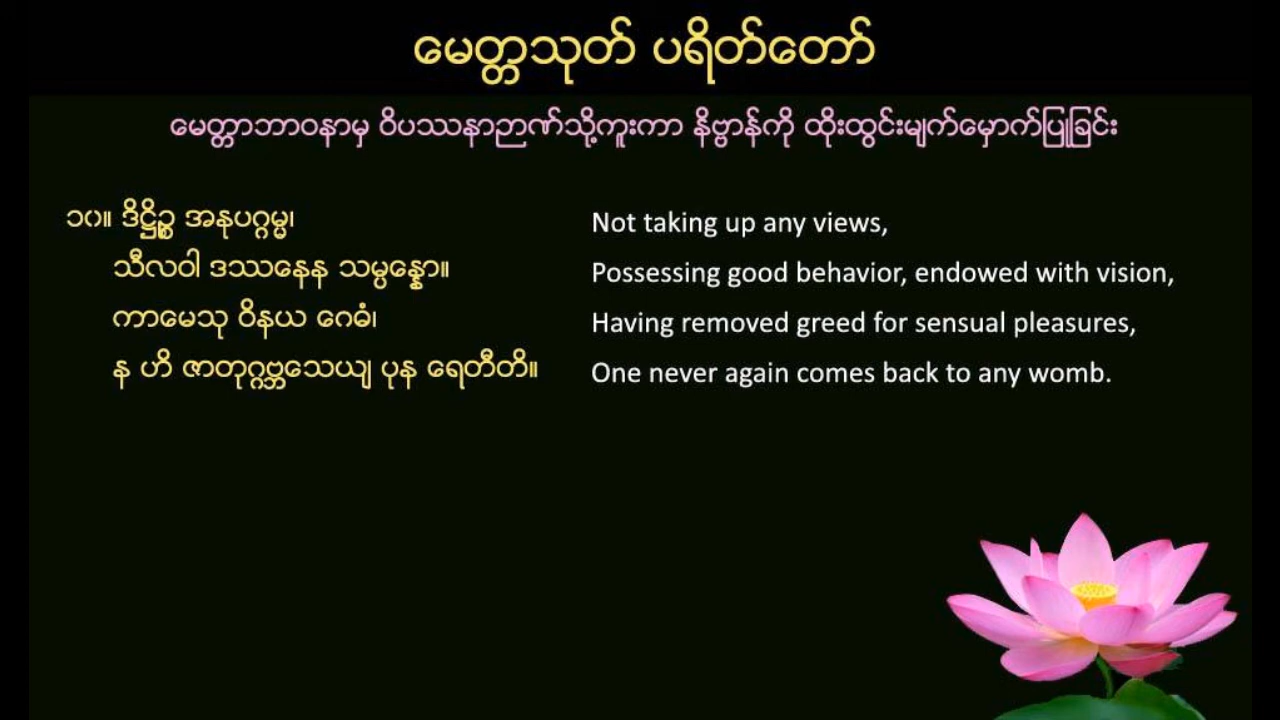 မေတ္တသုတ် ပရိတ်တော်
မေတ္တာဘာဝနာမှ ဝိပဿနာဉာဏ်သို့ကူးကာ နိဗ္ဗာန်ကို ထိုးထွင်းမျက်မှောက်ပြုခြင်း
၁၀။ ဒိဋ္ဌိဉ္စ အနုပဂ္ဂမ္မ၊
သီလဝါ ဒဿနေန သမ္ပန္နော။
ကာမေသု ဝိနယ ဂေဓံ၊
န ဟိ ဇာတုဂ္ဂဗ္ဘသေယျ ပုန ရေတီတိ။
Not taking up any views,
Possessing good behavior, endowed with vision,
Having removed greed for sensual pleasures,
One never again comes back to any womb.